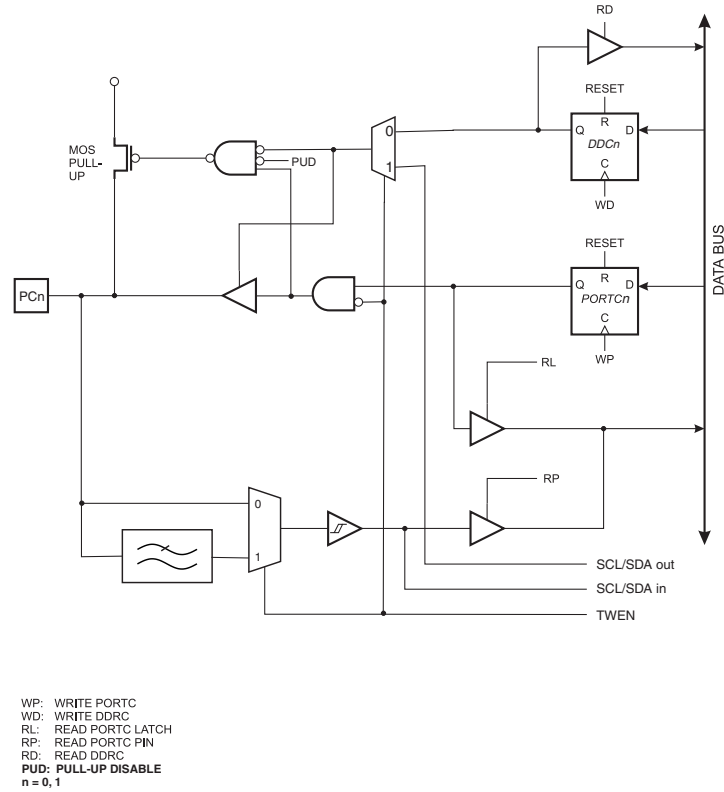 RD
RESET
R
Q
D
DDCn
C
WD
MOS
PULL-
UP
PUD
0
1
DATA BUS
RESET
R
Q
D
PORTCn
C
WP
PCn
RL
RP
0
1
SCL/SDA out
SCL/SDA in
TWEN
WP: WRITE PORTC
WD: WRITE DDRC
RL: READ PORTC LATCH
RP: READ PORTC PIN
RD: READ DDRC
PUD: PULL-UP DISABLE
n = 0, 1